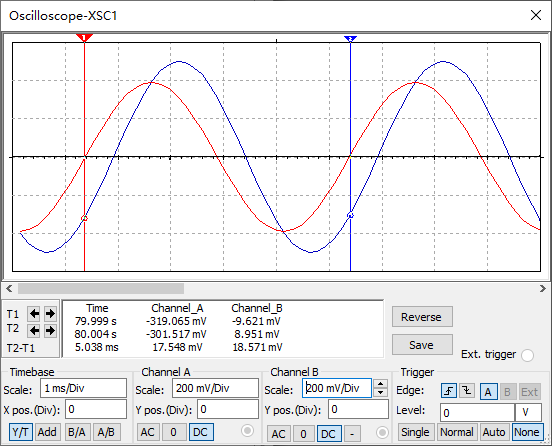 Oscilloscope-XSC1
1
2
T1
T2
T2-T1
Time Channel_A Channel_B
79.999 s -319.065 mV -9.621 mV
80.004 s -301.517 mV 8.951 mV
5.038 ms 17.548 mV 18.571 mV
Reverse
Save
Ext. trigger
Timebase
Scale: 1 ms/Div
X pos.(Div): 0
Y/T Add B/A A/B
Channel A
Scale: 200 mV/Div
Y pos.(Div): 0
AC 0 DC
Channel B
Scale: 200 mV/Div
Y pos.(Div): 0
AC 0 DC -
Trigger
Edge: A B Ext
Level: 0 V
Single Normal Auto None